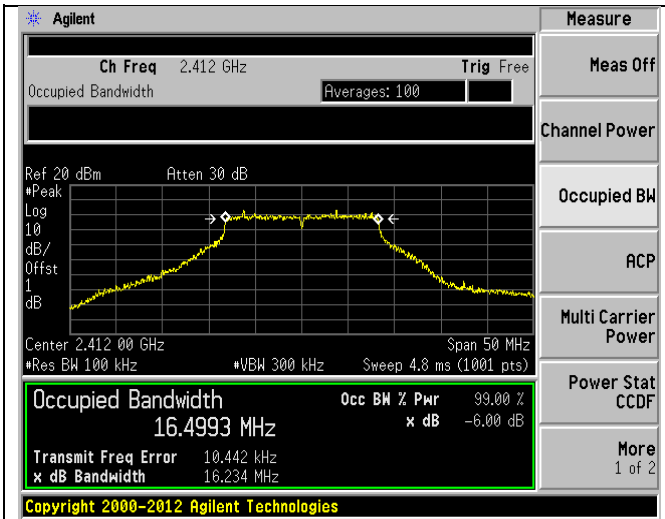 Agilent
Measure
Ch Freq 2.412 GHz Trig Free
Occupied Bandwidth Averages: 100
Ref 20 dBm Atten 30 dB
#Peak
Log
10
dB/
Offst
1
dB
Center 2.412 00 GHz Span 50 MHz
#Res BW 100 kHz #VBW 300 kHz Sweep 4.8 ms (1001 pts)
Occupied Bandwidth Occ BW % Pwr 99.00 %
16.4993 MHz x dB -6.00 dB
Transmit Freq Error 10.442 kHz
x dB Bandwidth 16.234 MHz
Copyright 2000-2012 Agilent Technologies
Meas Off
Channel Power
Occupied BW
ACP
Multi Carrier
Power
Power Stat
CCDF
More
1 of 2